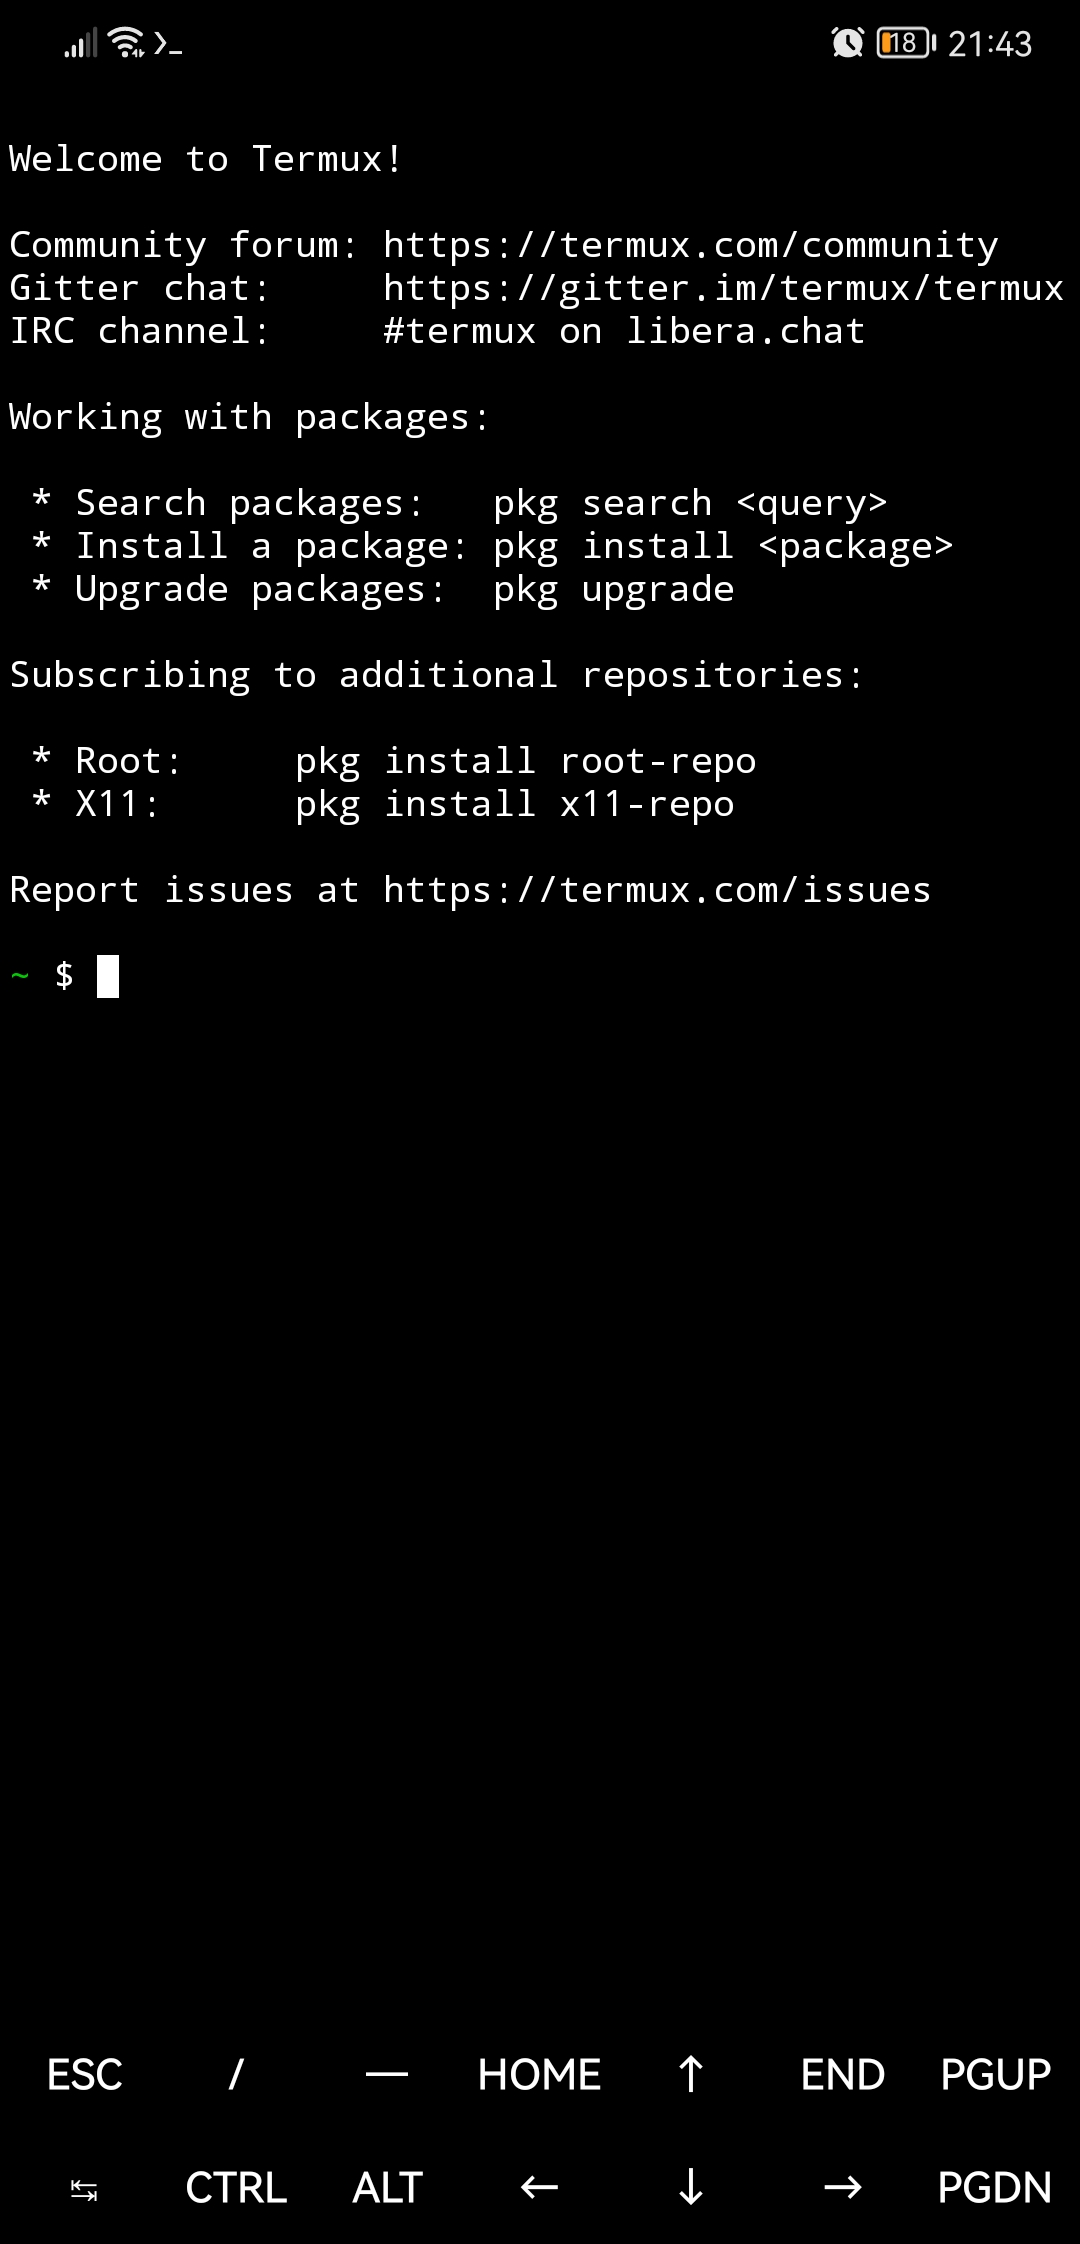 18 21:43
Welcome to Termux!
Community forum: https://termux.com/community
Gitter chat:     https://gitter.im/termux/termux
IRC channel:     #termux on libera.chat
Working with packages:
 * Search packages:   pkg search <query>
 * Install a package: pkg install <package>
 * Upgrade packages:  pkg upgrade
Subscribing to additional repositories:
 * Root:     pkg install root-repo
 * X11:      pkg install x11-repo
Report issues at https://termux.com/issues
~ $
ESC / — HOME ↑ END PGUP
↹ CTRL ALT ← ↓ → PGDN